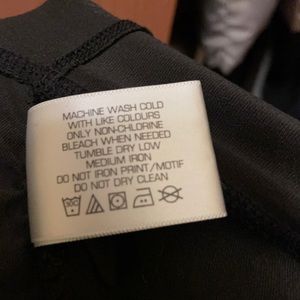 MACHINE WASH COLD
WITH LIKE COLOURS
ONLY NON-CHLORINE
BLEACH WHEN NEEDED
TUMBLE DRY LOW
MEDIUM IRON
DO NOT IRON PRINT/MOTIF
DO NOT DRY CLEAN